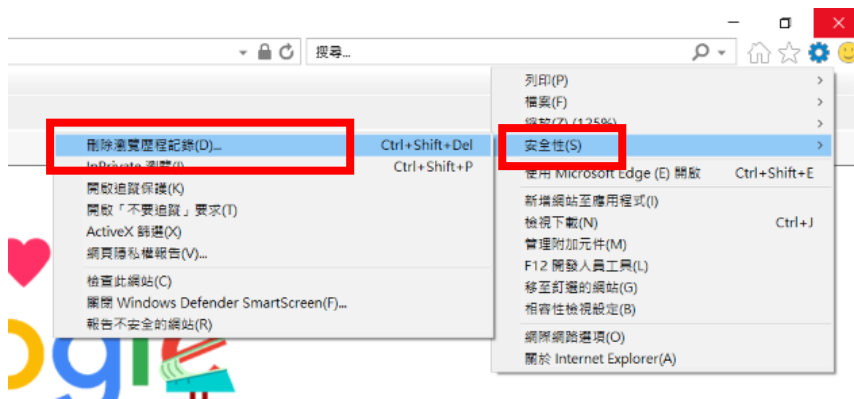 搜尋...
列印(P)
檔案(F)
縮放(Z) (125%)
安全性(S)
使用 Microsoft Edge (E) 開啟 Ctrl+Shift+E
新增網站至應用程式(I)
檢視下載(N) Ctrl+J
管理附加元件(M)
F12 開發人員工具(L)
移至釘選的網站(G)
相容性檢視設定(B)
網際網路選項(O)
關於 Internet Explorer(A)
刪除瀏覽歷程記錄(D)... Ctrl+Shift+Del
InPrivate 瀏覽(I) Ctrl+Shift+P
開啟追蹤保護(K)
開啟「不要追蹤」要求(T)
ActiveX 篩選(X)
網頁隱私權報告(V)...
檢查此網站(C)
關閉 Windows Defender SmartScreen(F)...
報告不安全的網站(R)